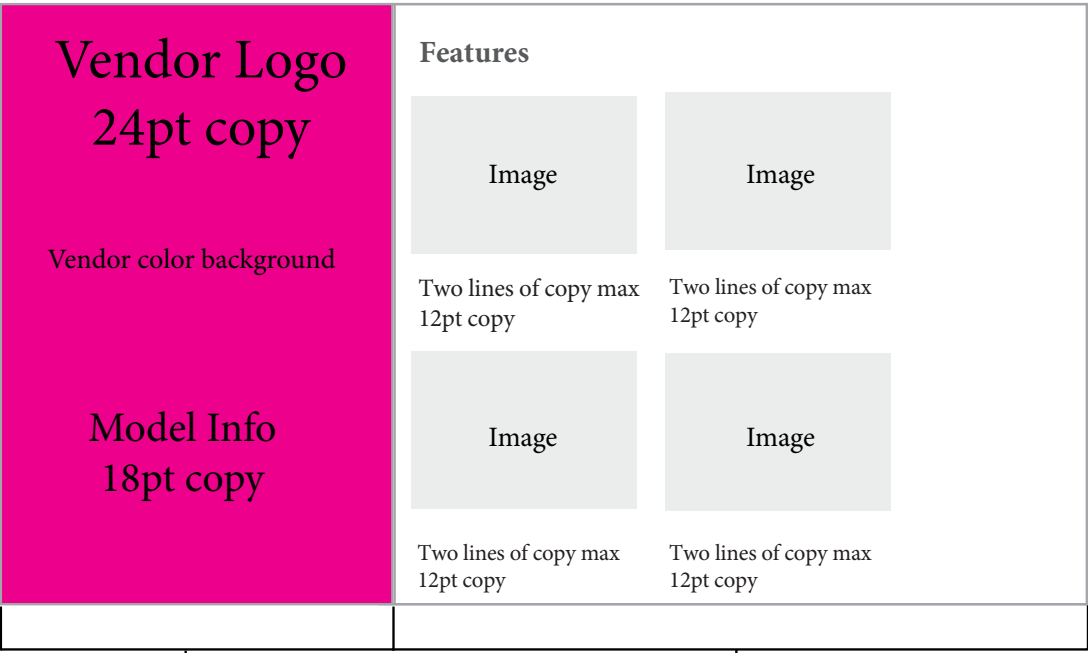 Vendor Logo
24pt copy
Vendor color background
Model Info
18pt copy
Features
Image
Image
Two lines of copy max
12pt copy
Two lines of copy max
12pt copy
Image
Image
Two lines of copy max
12pt copy
Two lines of copy max
12pt copy